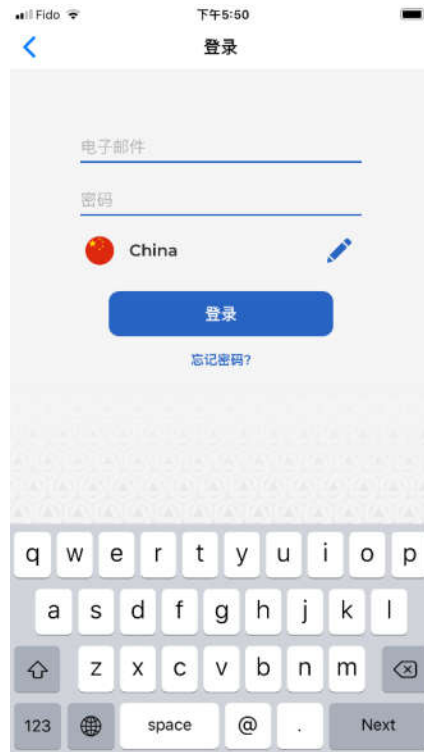 Fido 下午5:50
登录
电子邮件
密码
China
登录
忘记密码?
q w e r t y u i o p
a s d f g h j k l
z x c v b n m
123 space @ . Next